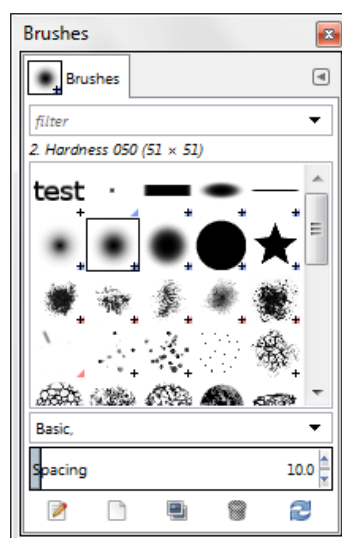 Brushes
Brushes
filter
2. Hardness 050 (51 × 51)
test
Basic,
Spacing 10.0